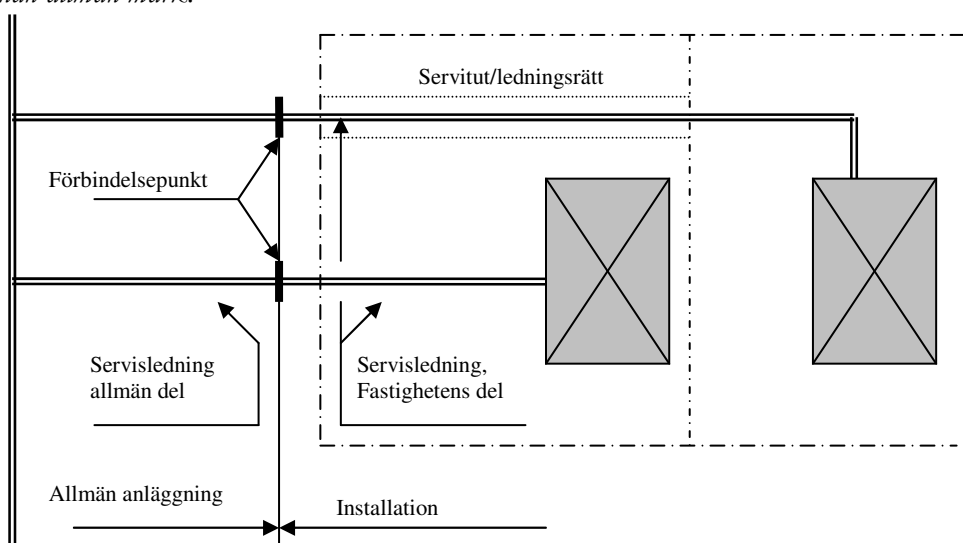 Servitut/ledningsrätt
Förbindelsepunkt
Servisledning
allmän del
Servisledning,
Fastighetens del
Allmän anläggning
Installation